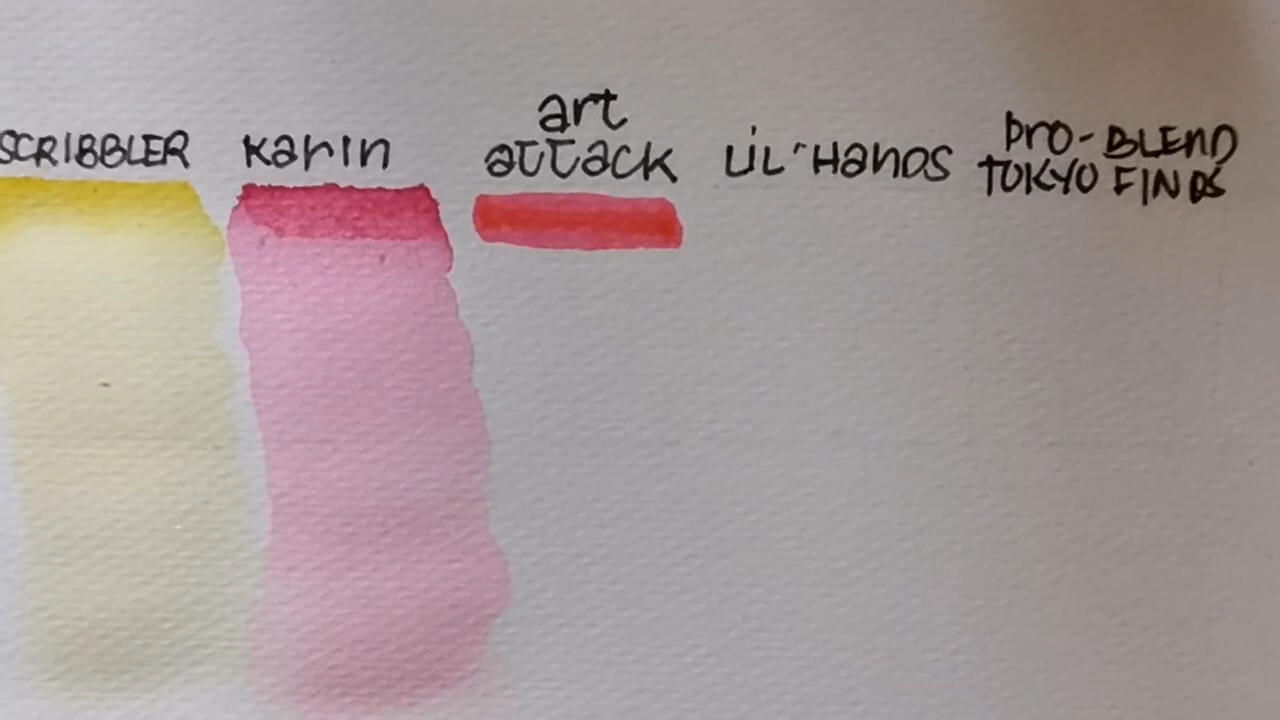 SCRIBBLER
Karin
art
attack
LiL'Hands
PrO-BLEND
TOKYO FINDS